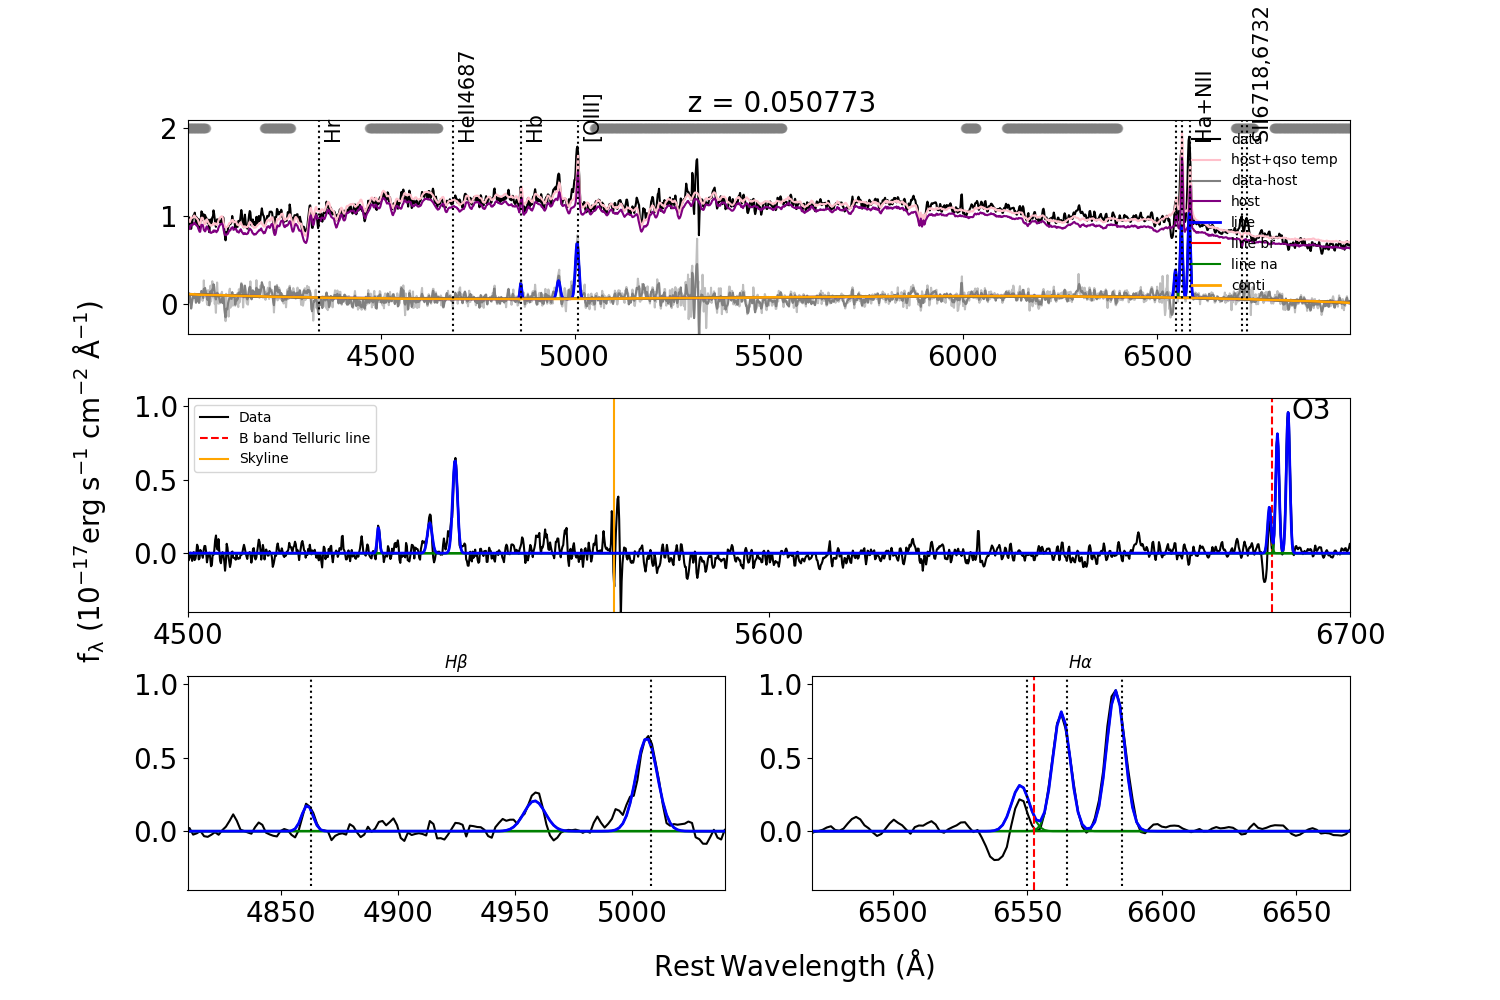 z = 0.050773
Hr
HeII4687
Hb
[OIII]
Ha+NII
SII6718,6732
2
1
0
data
host+qso temp
data-host
host
line
line br
line na
conti
4500 5000 5500 6000 6500
fλ (10⁻¹⁷erg s⁻¹ cm⁻² Å⁻¹)
1.0
0.5
0.0
Data
B band Telluric line
Skyline
O3
4500 5600 6700
Hβ
1.0
0.5
0.0
4850 4900 4950 5000
Hα
1.0
0.5
0.0
6500 6550 6600 6650
Rest Wavelength (Å)